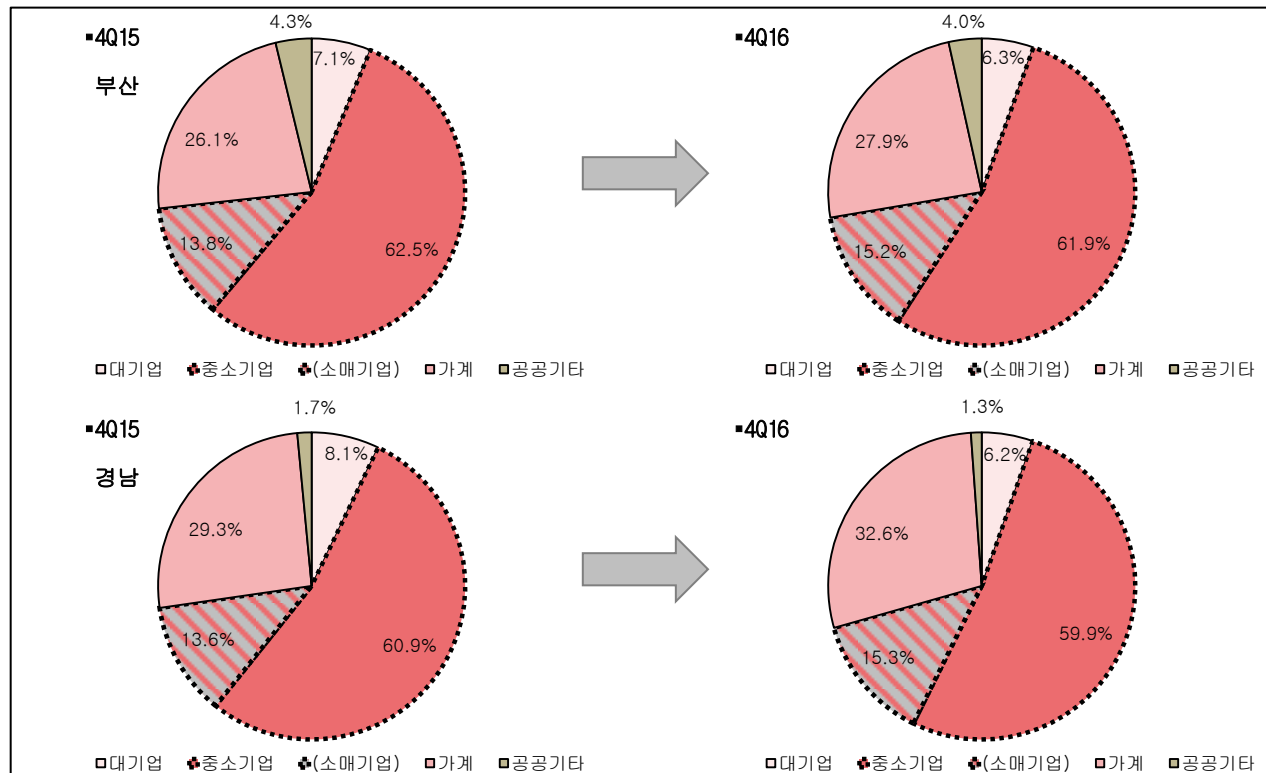 ▪4Q15
부산
4.3%
7.1%
26.1%
13.8%
62.5%
대기업 중소기업 (소매기업) 가계 공공기타
▪4Q16
4.0%
6.3%
27.9%
15.2%
61.9%
대기업 중소기업 (소매기업) 가계 공공기타
▪4Q15
경남
1.7%
8.1%
29.3%
13.6%
60.9%
대기업 중소기업 (소매기업) 가계 공공기타
▪4Q16
1.3%
6.2%
32.6%
15.3%
59.9%
대기업 중소기업 (소매기업) 가계 공공기타